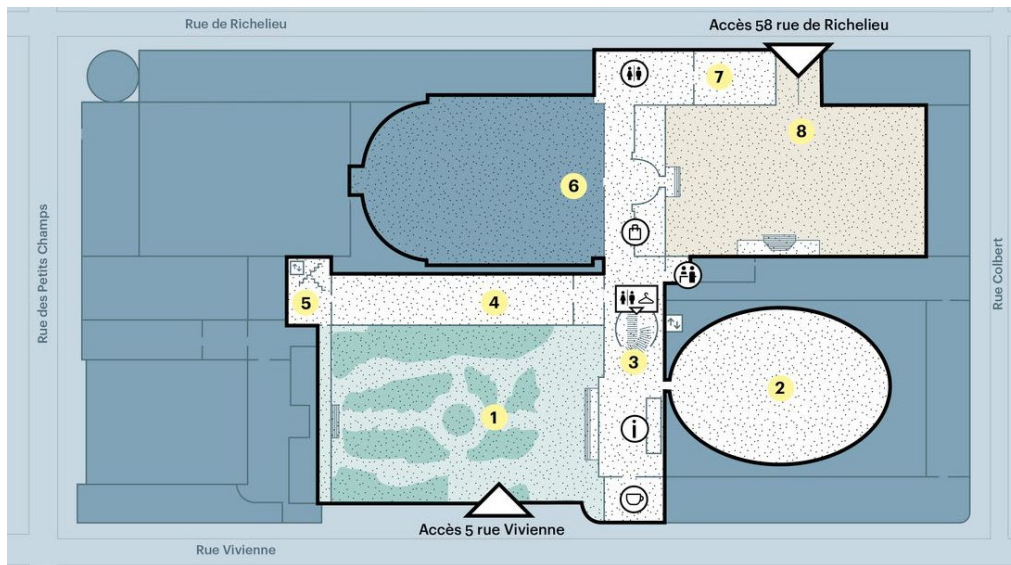 Rue de Richelieu
Accès 58 rue de Richelieu
7
8
6
Rue des Petits Champs
Rue Colbert
5
4
3
2
1
i
Accès 5 rue Vivienne
Rue Vivienne